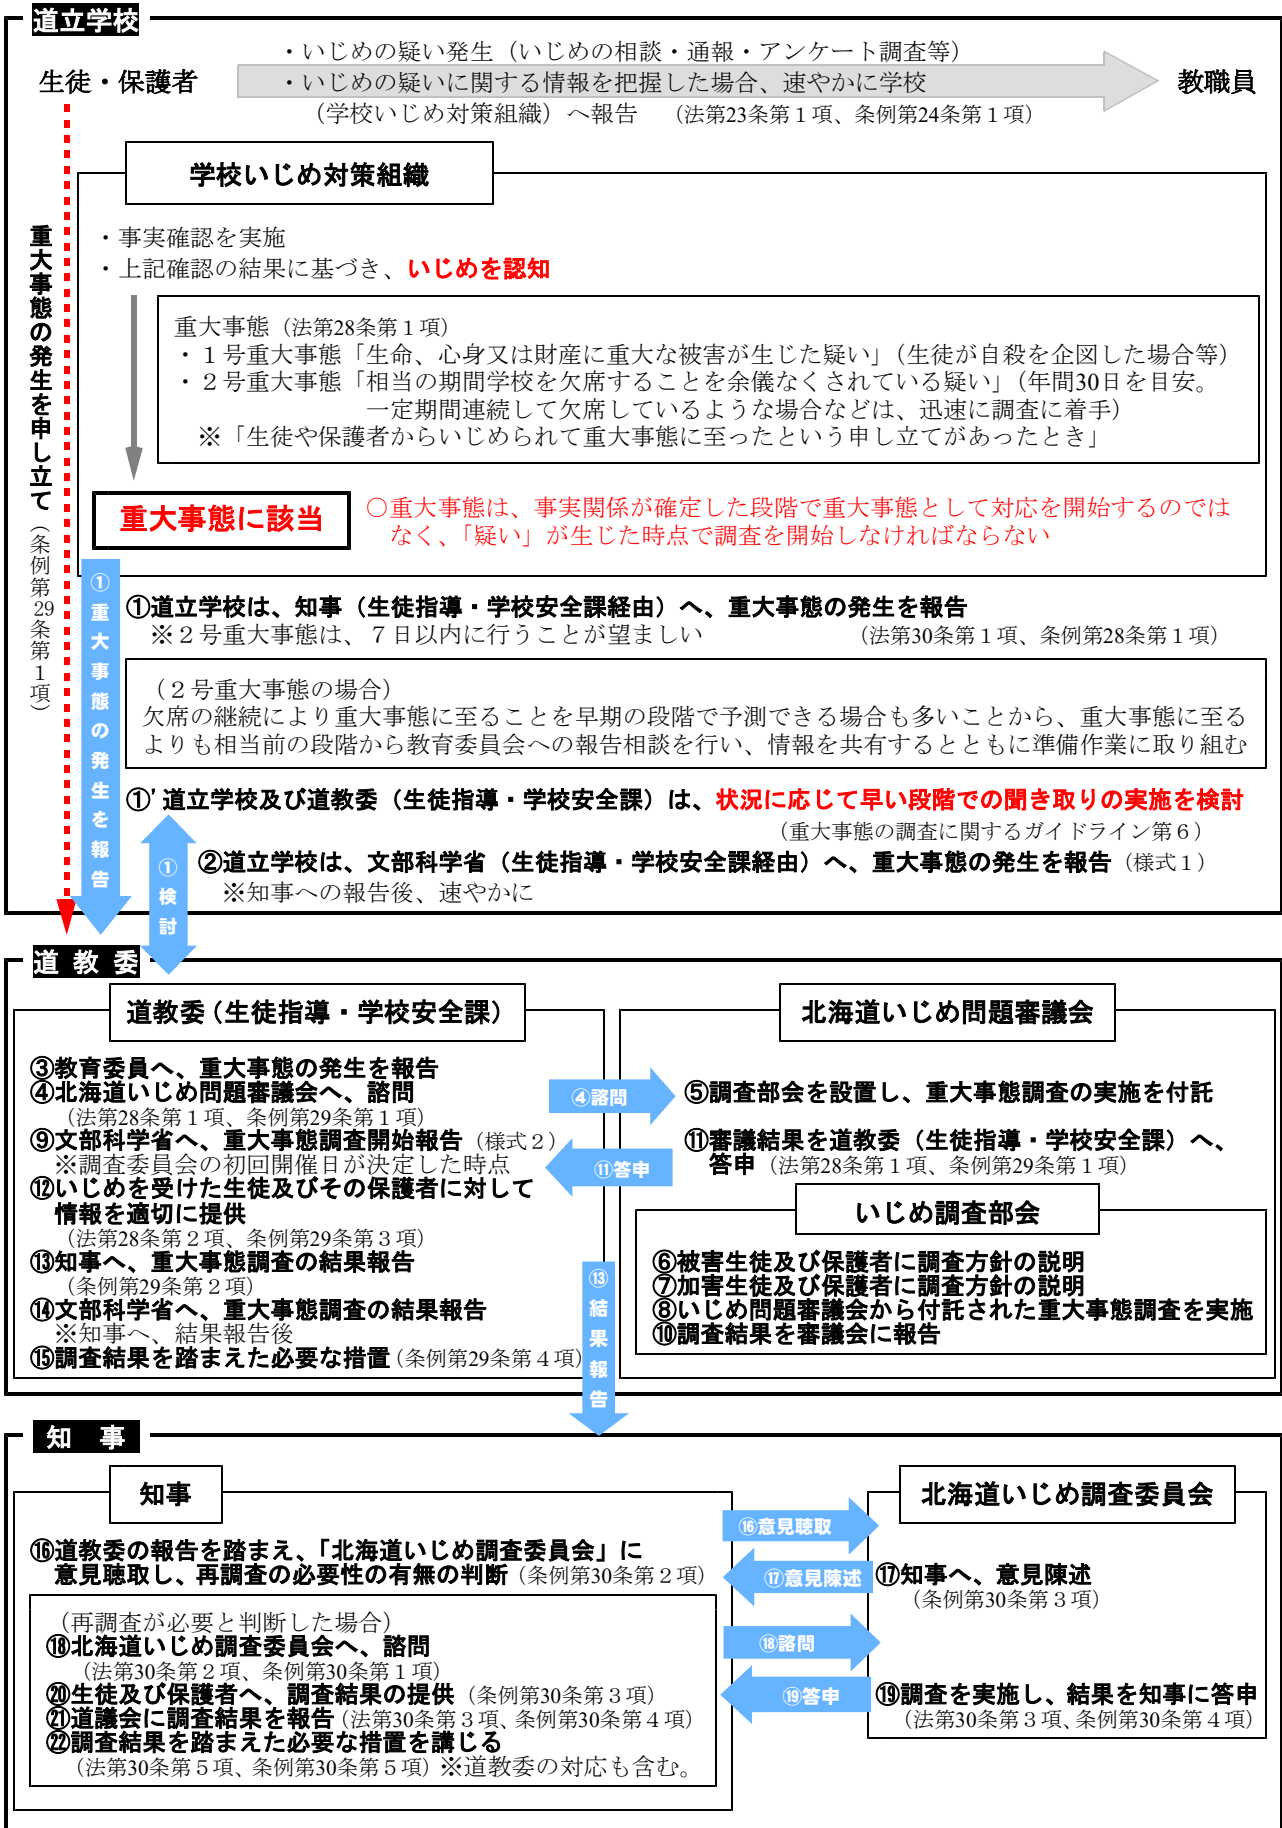 道立学校
・いじめの疑い発生（いじめの相談・通報・アンケート調査等）
生徒・保護者
・いじめの疑いに関する情報を把握した場合、速やかに学校
教職員
（学校いじめ対策組織）へ報告　（法第23条第１項、条例第24条第１項）
重大事態の発生を申し立て（条例第29条第１項）
学校いじめ対策組織
・事実確認を実施
・上記確認の結果に基づき、いじめを認知
重大事態（法第28条第１項）
・１号重大事態「生命、心身又は財産に重大な被害が生じた疑い」（生徒が自殺を企図した場合等）
・２号重大事態「相当の期間学校を欠席することを余儀なくされている疑い」（年間30日を目安。
一定期間連続して欠席しているような場合などは、迅速に調査に着手）
※「生徒や保護者からいじめられて重大事態に至ったという申し立てがあったとき」
重大事態に該当
○重大事態は、事実関係が確定した段階で重大事態として対応を開始するのでは
なく、「疑い」が生じた時点で調査を開始しなければならない
①重大事態の発生を報告
①道立学校は、知事（生徒指導・学校安全課経由）へ、重大事態の発生を報告
※２号重大事態は、７日以内に行うことが望ましい　（法第30条第１項、条例第28条第１項）
（２号重大事態の場合）
欠席の継続により重大事態に至ることを早期の段階で予測できる場合も多いことから、重大事態に至る
よりも相当前の段階から教育委員会への報告相談を行い、情報を共有するとともに準備作業に取り組む
①’道立学校及び道教委（生徒指導・学校安全課）は、状況に応じて早い段階での聞き取りの実施を検討
（重大事態の調査に関するガイドライン第６）
①検討
②道立学校は、文部科学省（生徒指導・学校安全課経由）へ、重大事態の発生を報告（様式１）
※知事への報告後、速やかに
道教委
道教委（生徒指導・学校安全課）
③教育委員へ、重大事態の発生を報告
④北海道いじめ問題審議会へ、諮問
（法第28条第１項、条例第29条第１項）
⑨文部科学省へ、重大事態調査開始報告（様式２）
※調査委員会の初回開催日が決定した時点
⑫いじめを受けた生徒及びその保護者に対して
情報を適切に提供
（法第28条第２項、条例第29条第３項）
⑬知事へ、重大事態調査の結果報告
（条例第29条第２項）
⑭文部科学省へ、重大事態調査の結果報告
※知事へ、結果報告後
⑮調査結果を踏まえた必要な措置（条例第29条第４項）
④諮問
⑪答申
⑬結果報告
北海道いじめ問題審議会
⑤調査部会を設置し、重大事態調査の実施を付託
⑪審議結果を道教委（生徒指導・学校安全課）へ、
答申（法第28条第１項、条例第29条第１項）
いじめ調査部会
⑥被害生徒及び保護者に調査方針の説明
⑦加害生徒及び保護者に調査方針の説明
⑧いじめ問題審議会から付託された重大事態調査を実施
⑩調査結果を審議会に報告
知　事
知事
⑯道教委の報告を踏まえ、「北海道いじめ調査委員会」に
意見聴取し、再調査の必要性の有無の判断（条例第30条第２項）
（再調査が必要と判断した場合）
⑱北海道いじめ調査委員会へ、諮問
（法第30条第２項、条例第30条第１項）
⑳生徒及び保護者へ、調査結果の提供（条例第30条第３項）
㉑道議会に調査結果を報告（法第30条第３項、条例第30条第４項）
㉒調査結果を踏まえた必要な措置を講じる
（法第30条第５項、条例第30条第５項）※道教委の対応も含む。
⑯意見聴取
⑰意見陳述
⑱諮問
⑲答申
北海道いじめ調査委員会
⑰知事へ、意見陳述
（条例第30条第３項）
⑲調査を実施し、結果を知事に答申
（法第30条第３項、条例第30条第４項）